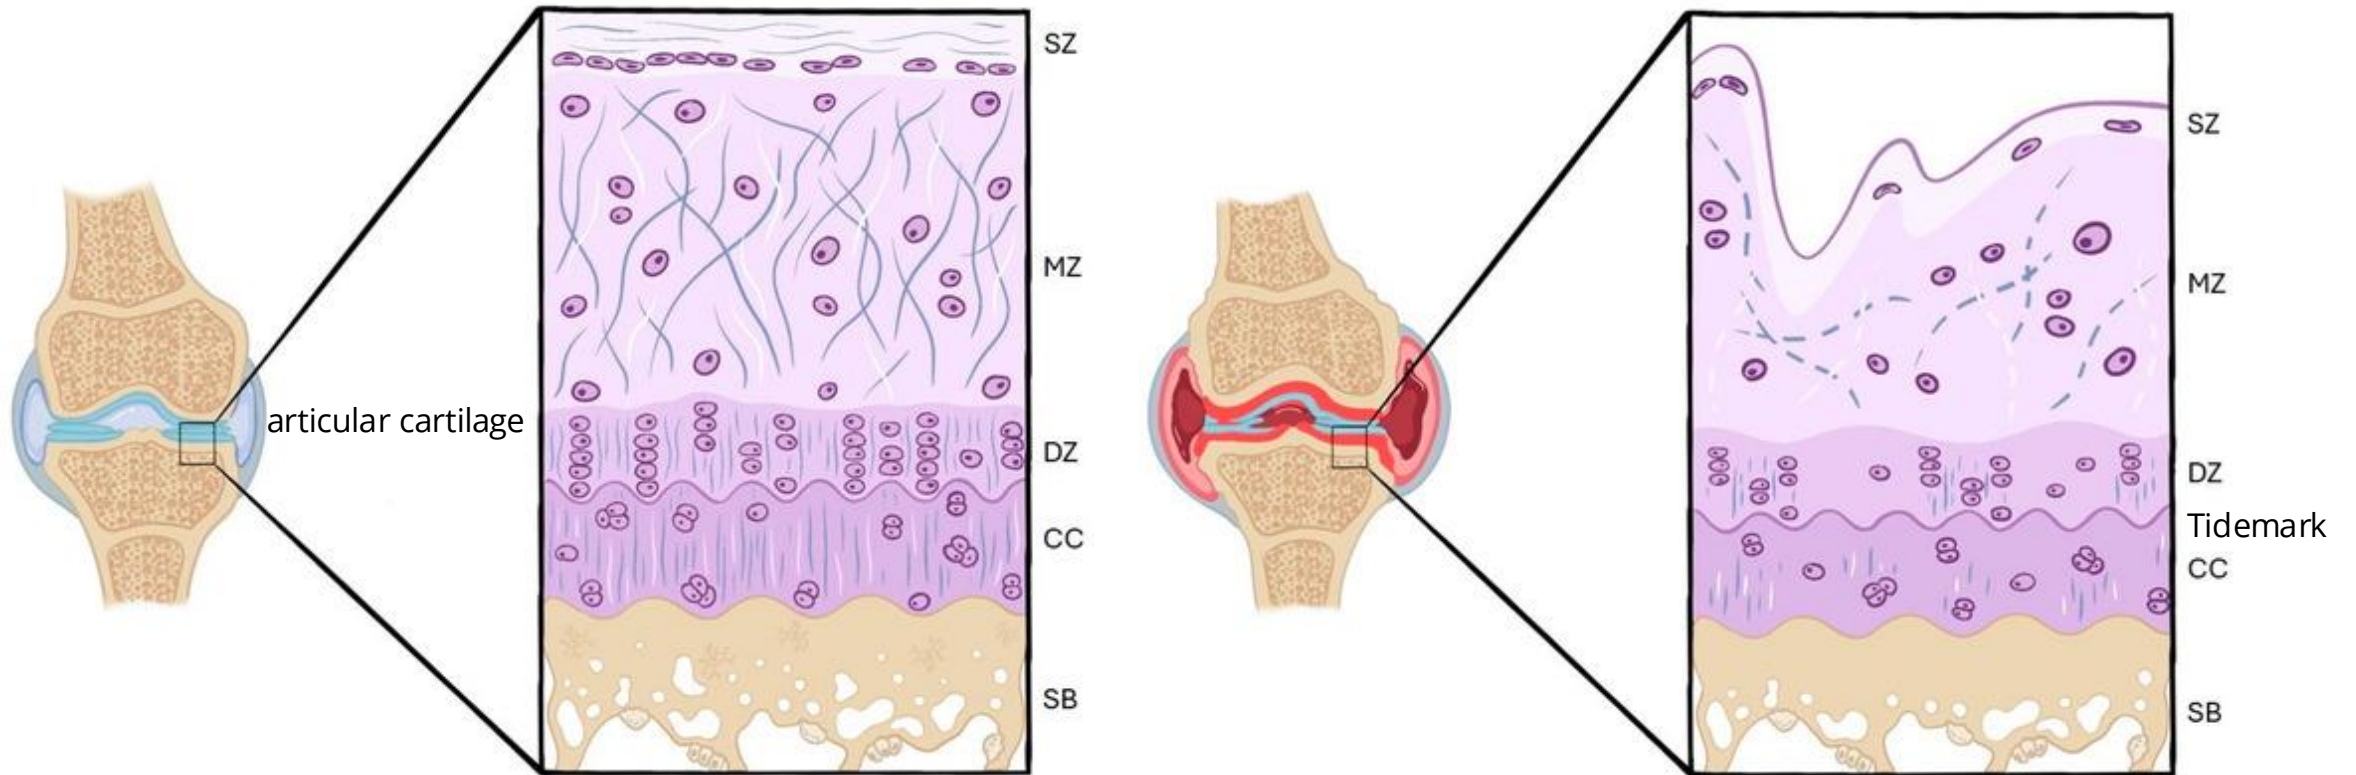 SZ
MZ
articular cartilage
DZ
CC
SB
SZ
MZ
DZ
Tidemark
CC
SB